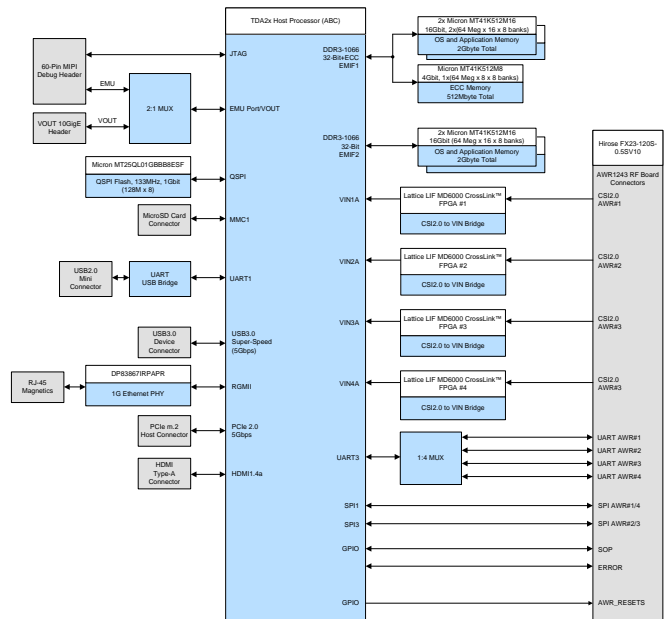 TDA2x Host Processor (ABC)
60-Pin MIPI
Debug Header
VOUT 10GigE
Header
EMU
VOUT
2:1 MUX
JTAG
EMU Port/VOUT
Micron MT25QL01GBBB8ESF
QSPI Flash, 133MHz, 1Gbit
(128M x 8)
QSPI
MicroSD Card
Connector
MMC1
USB2.0
Mini
Connector
UART
USB Bridge
UART1
USB3.0
Device
Connector
USB3.0
Super-Speed
(5Gbps)
RJ-45
Magnetics
DP83867IRPAPR
1G Ethernet PHY
RGMII
PCIe m.2
Host Connector
PCIe 2.0
5Gbps
HDMI
Type-A
Connector
HDMI1.4a
DDR3-1066
32-Bit+ECC
EMIF1
2x Micron MT41K512M16
16Gbit, 2x(64 Meg x 16 x 8 banks)
OS and Application Memory
2Gbyte Total
Micron MT41K512M8
4Gbit, 1x(64 Meg x 8 x 8 banks)
ECC Memory
512Mbyte Total
DDR3-1066
32-Bit
EMIF2
2x Micron MT41K512M16
16Gbit (64 Meg x 16 x 8 banks)
OS and Application Memory
2Gbyte Total
VIN1A
Lattice LIF MD6000 CrossLink™
FPGA #1
CSI2.0 to VIN Bridge
VIN2A
Lattice LIF MD6000 CrossLink™
FPGA #2
CSI2.0 to VIN Bridge
VIN3A
Lattice LIF MD6000 CrossLink™
FPGA #3
CSI2.0 to VIN Bridge
VIN4A
Lattice LIF MD6000 CrossLink™
FPGA #4
CSI2.0 to VIN Bridge
UART3
1:4 MUX
SPI1
SPI3
GPIO
GPIO
Hirose FX23-120S-
0.5SV10
AWR1243 RF Board
Connectors
CSI2.0
AWR#1
CSI2.0
AWR#2
CSI2.0
AWR#3
CSI2.0
AWR#3
UART AWR#1
UART AWR#2
UART AWR#3
UART AWR#4
SPI AWR#1/4
SPI AWR#2/3
SOP
ERROR
AWR_RESETS